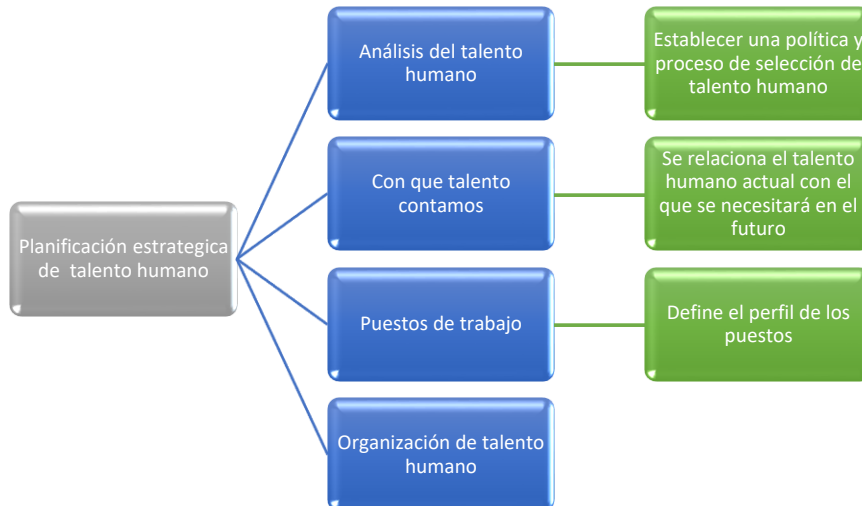 Planificación estrategica
de talento humano
Análisis del talento
humano
Establecer una política y
proceso de selección de
talento humano
Con que talento
contamos
Se relaciona el talento
humano actual con el
que se necesitará en el
futuro
Puestos de trabajo
Define el perfil de los
puestos
Organización de talento
humano